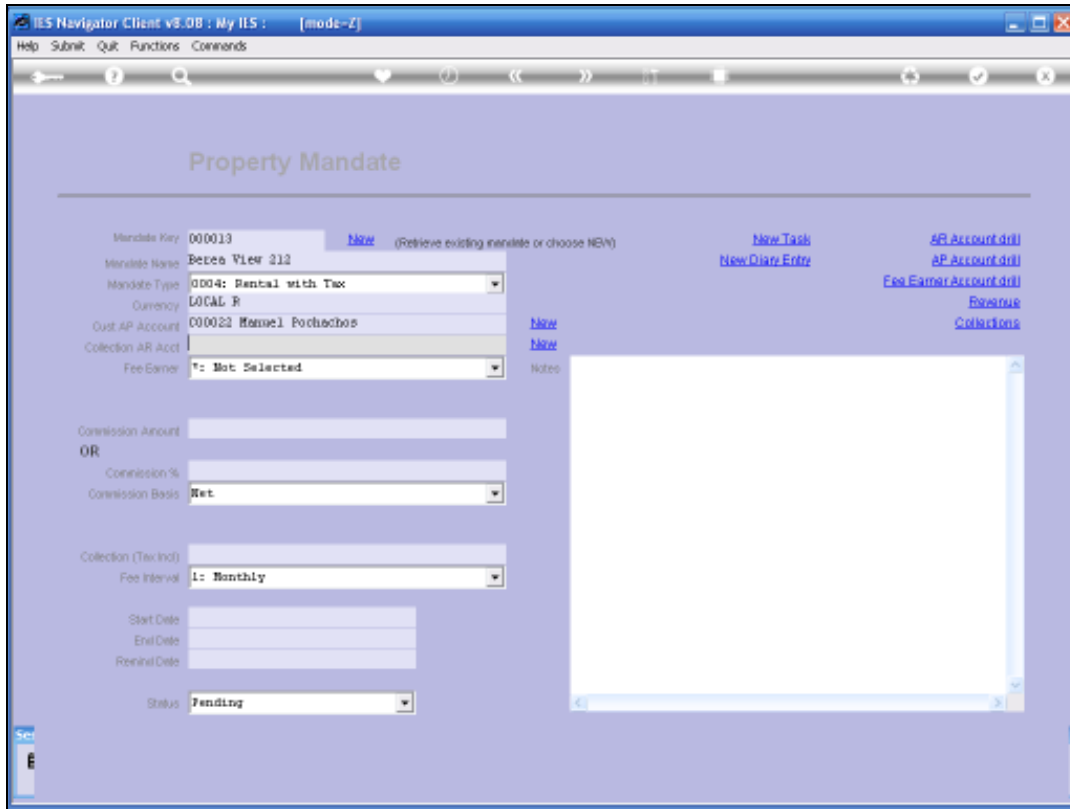 IES Navigator Client v8.08 : My IES : [mode=Z]
Help Submit Quit Functions Commands
Property Mandate
Mandate Key 000013 New (Retrieve existing mandate or choose NEW) New Task AR Account drill
Mandate Name Berea View 212 New Diary Entry AP Account drill
Mandate Type 0004: Rental with Tax Fee Earner Account drill
Currency LOCAL R Revenue
Cust AP Account C00022 Manuel Pochachos New Collections
Collection AR Acct New
Fee Earner *: Not Selected Notes
Commission Amount
OR
Commission %
Commission Basis Net
Collection (Tax Incl)
Fee Interval 1: Monthly
Start Date
End Date
Remind Date
Status Pending